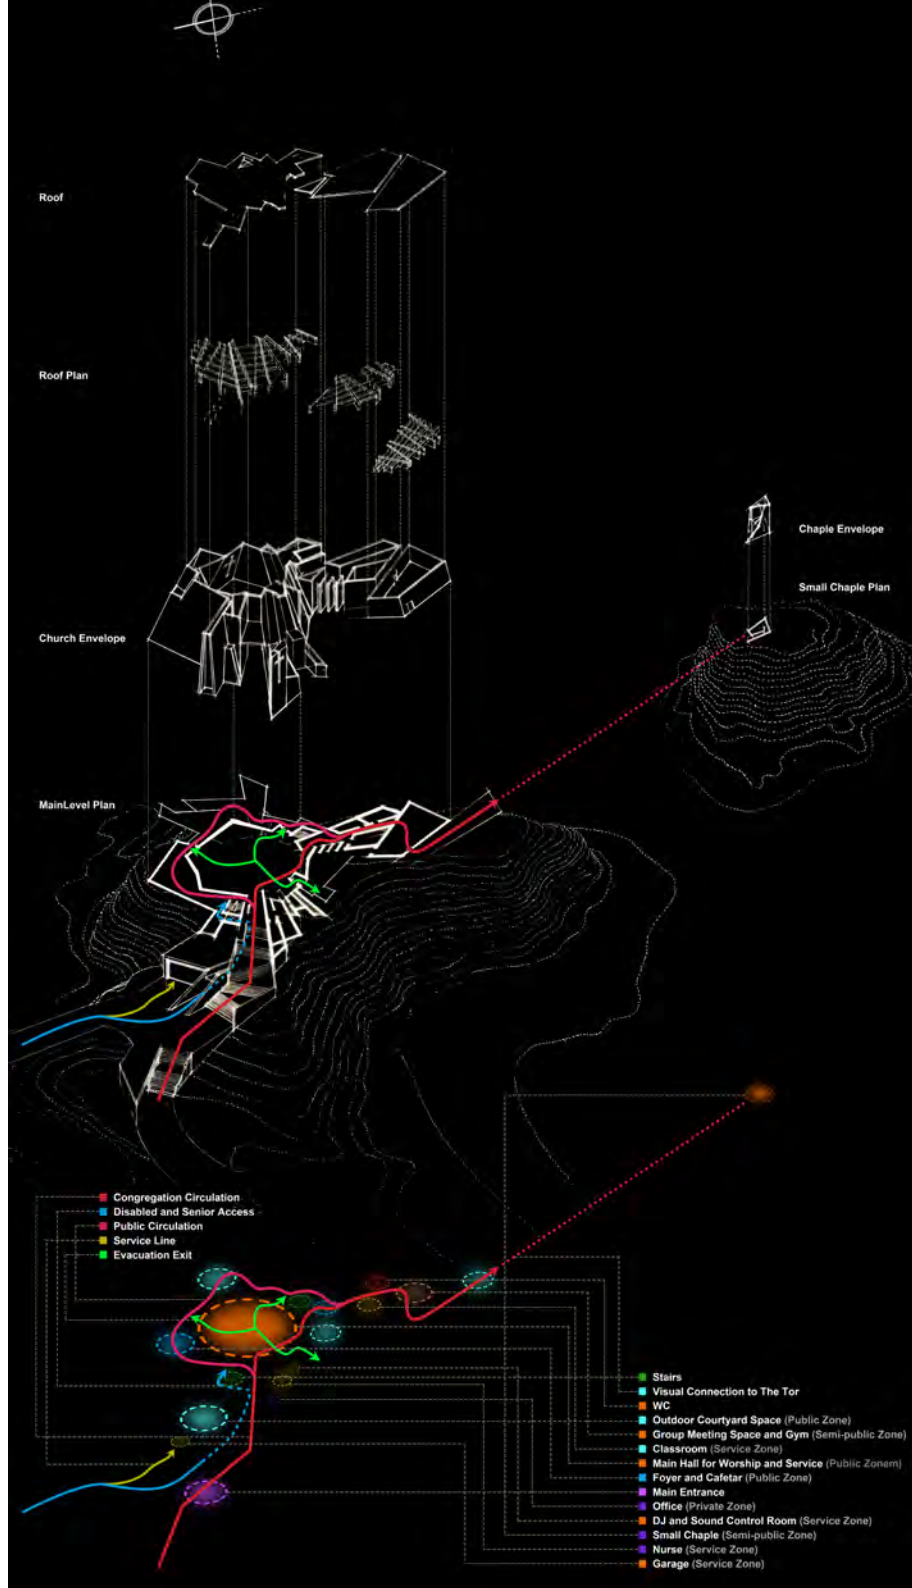 Roof
Roof Plan
Chaple Envelope
Small Chaple Plan
Church Envelope
MainLevel Plan
Congregation Circulation
Disabled and Senior Access
Public Circulation
Service Line
Evacuation Exit
Stairs
Visual Connection to The Tor
WC
Outdoor Courtyard Space (Public Zone)
Group Meeting Space and Gym (Semi-public Zone)
Classroom (Service Zone)
Main Hall for Worship and Service (Public Zonem)
Foyer and Cafetar (Public Zone)
Main Entrance
Office (Private Zone)
DJ and Sound Control Room (Service Zone)
Small Chaple (Semi-public Zone)
Nurse (Service Zone)
Garage (Service Zone)